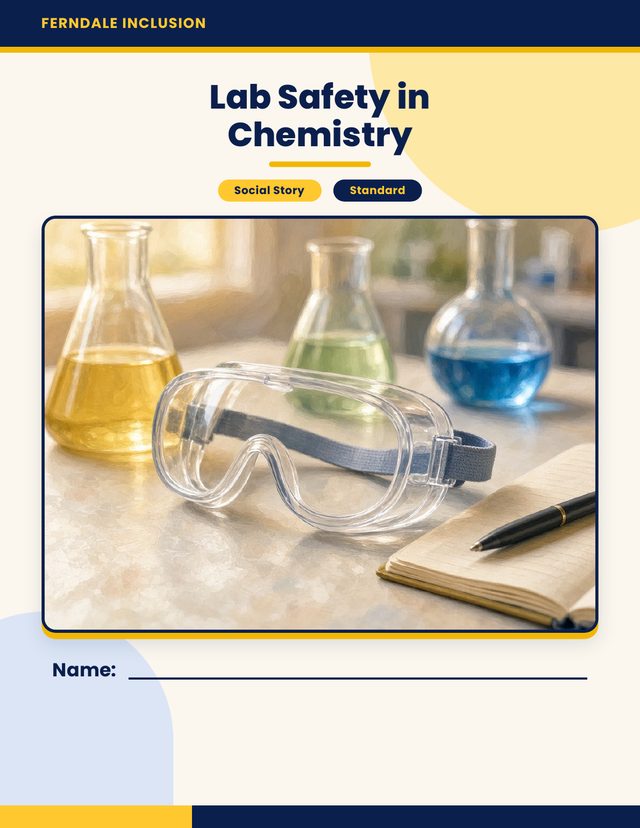 FERNDALE INCLUSION
Lab Safety in
Chemistry
Social Story
Standard
Name: